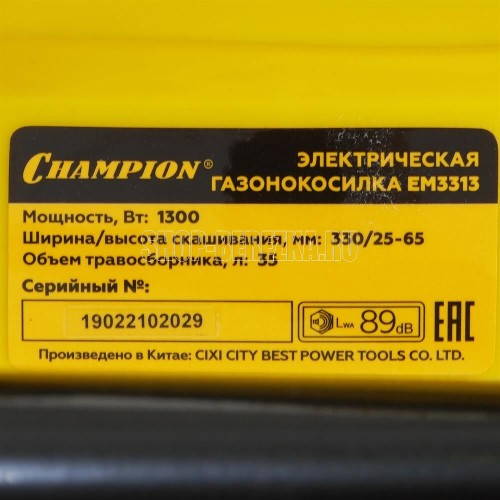 CHAMPION®
ЭЛЕКТРИЧЕСКАЯ
ГАЗОНОКОСИЛКА EM3313
Мощность, Вт: 1300
Ширина/высота скашивания, мм: 330/25-65
Объем травосборника, л: 35
Серийный №:
19022102029
LWA 89dB
EAC
Произведено в Китае: CIXI CITY BEST POWER TOOLS CO. LTD.